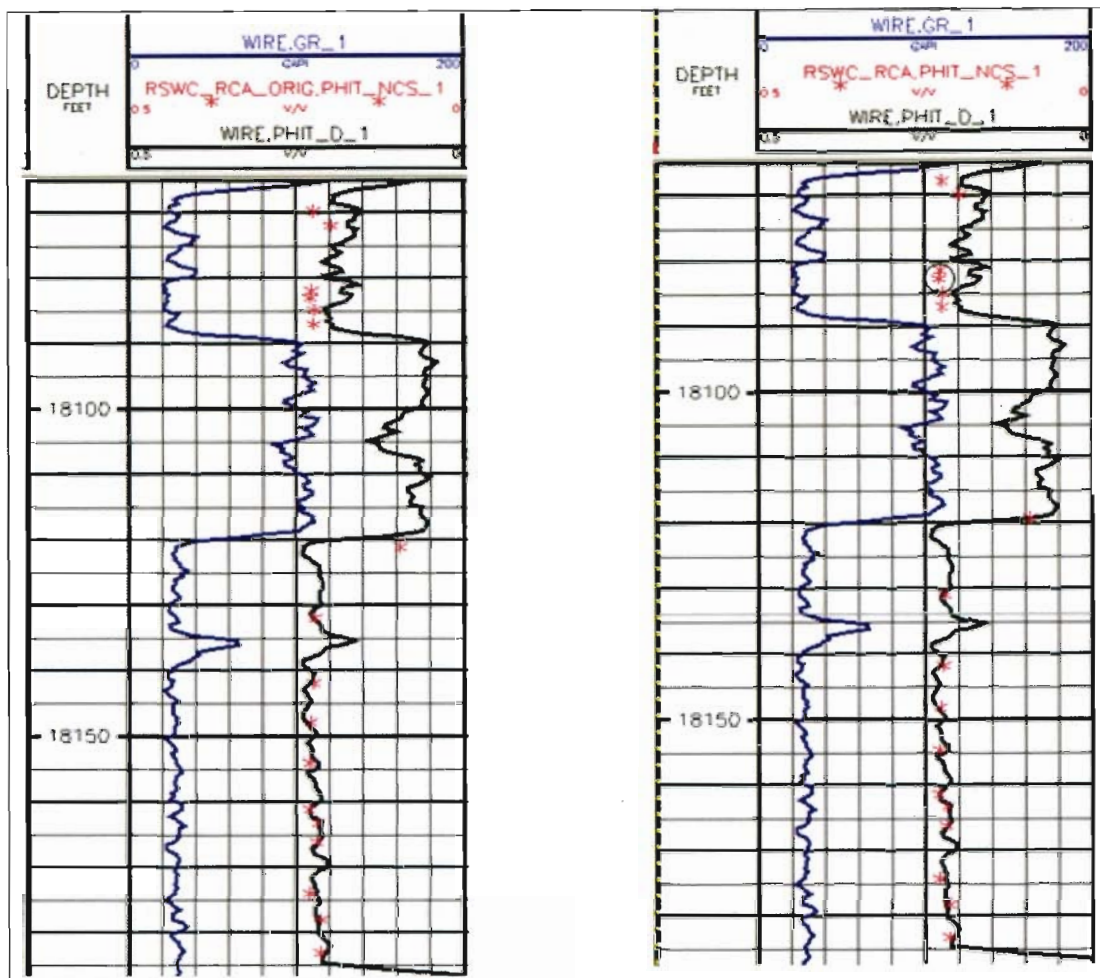 WIRE.GR_1
0 GAPI 200
DEPTH
FEET
RSWC_RCA_ORIG.PHIT_NCS_1
0.5 V/V 0
WIRE.PHIT_D_1
0.5 V/V 0
18100
18150
WIRE.GR_1
0 GAPI 200
DEPTH
FEET
RSWC_RCA.PHIT_NCS_1
0.5 V/V 0
WIRE.PHIT_D_1
0.5 V/V 0
18100
18150